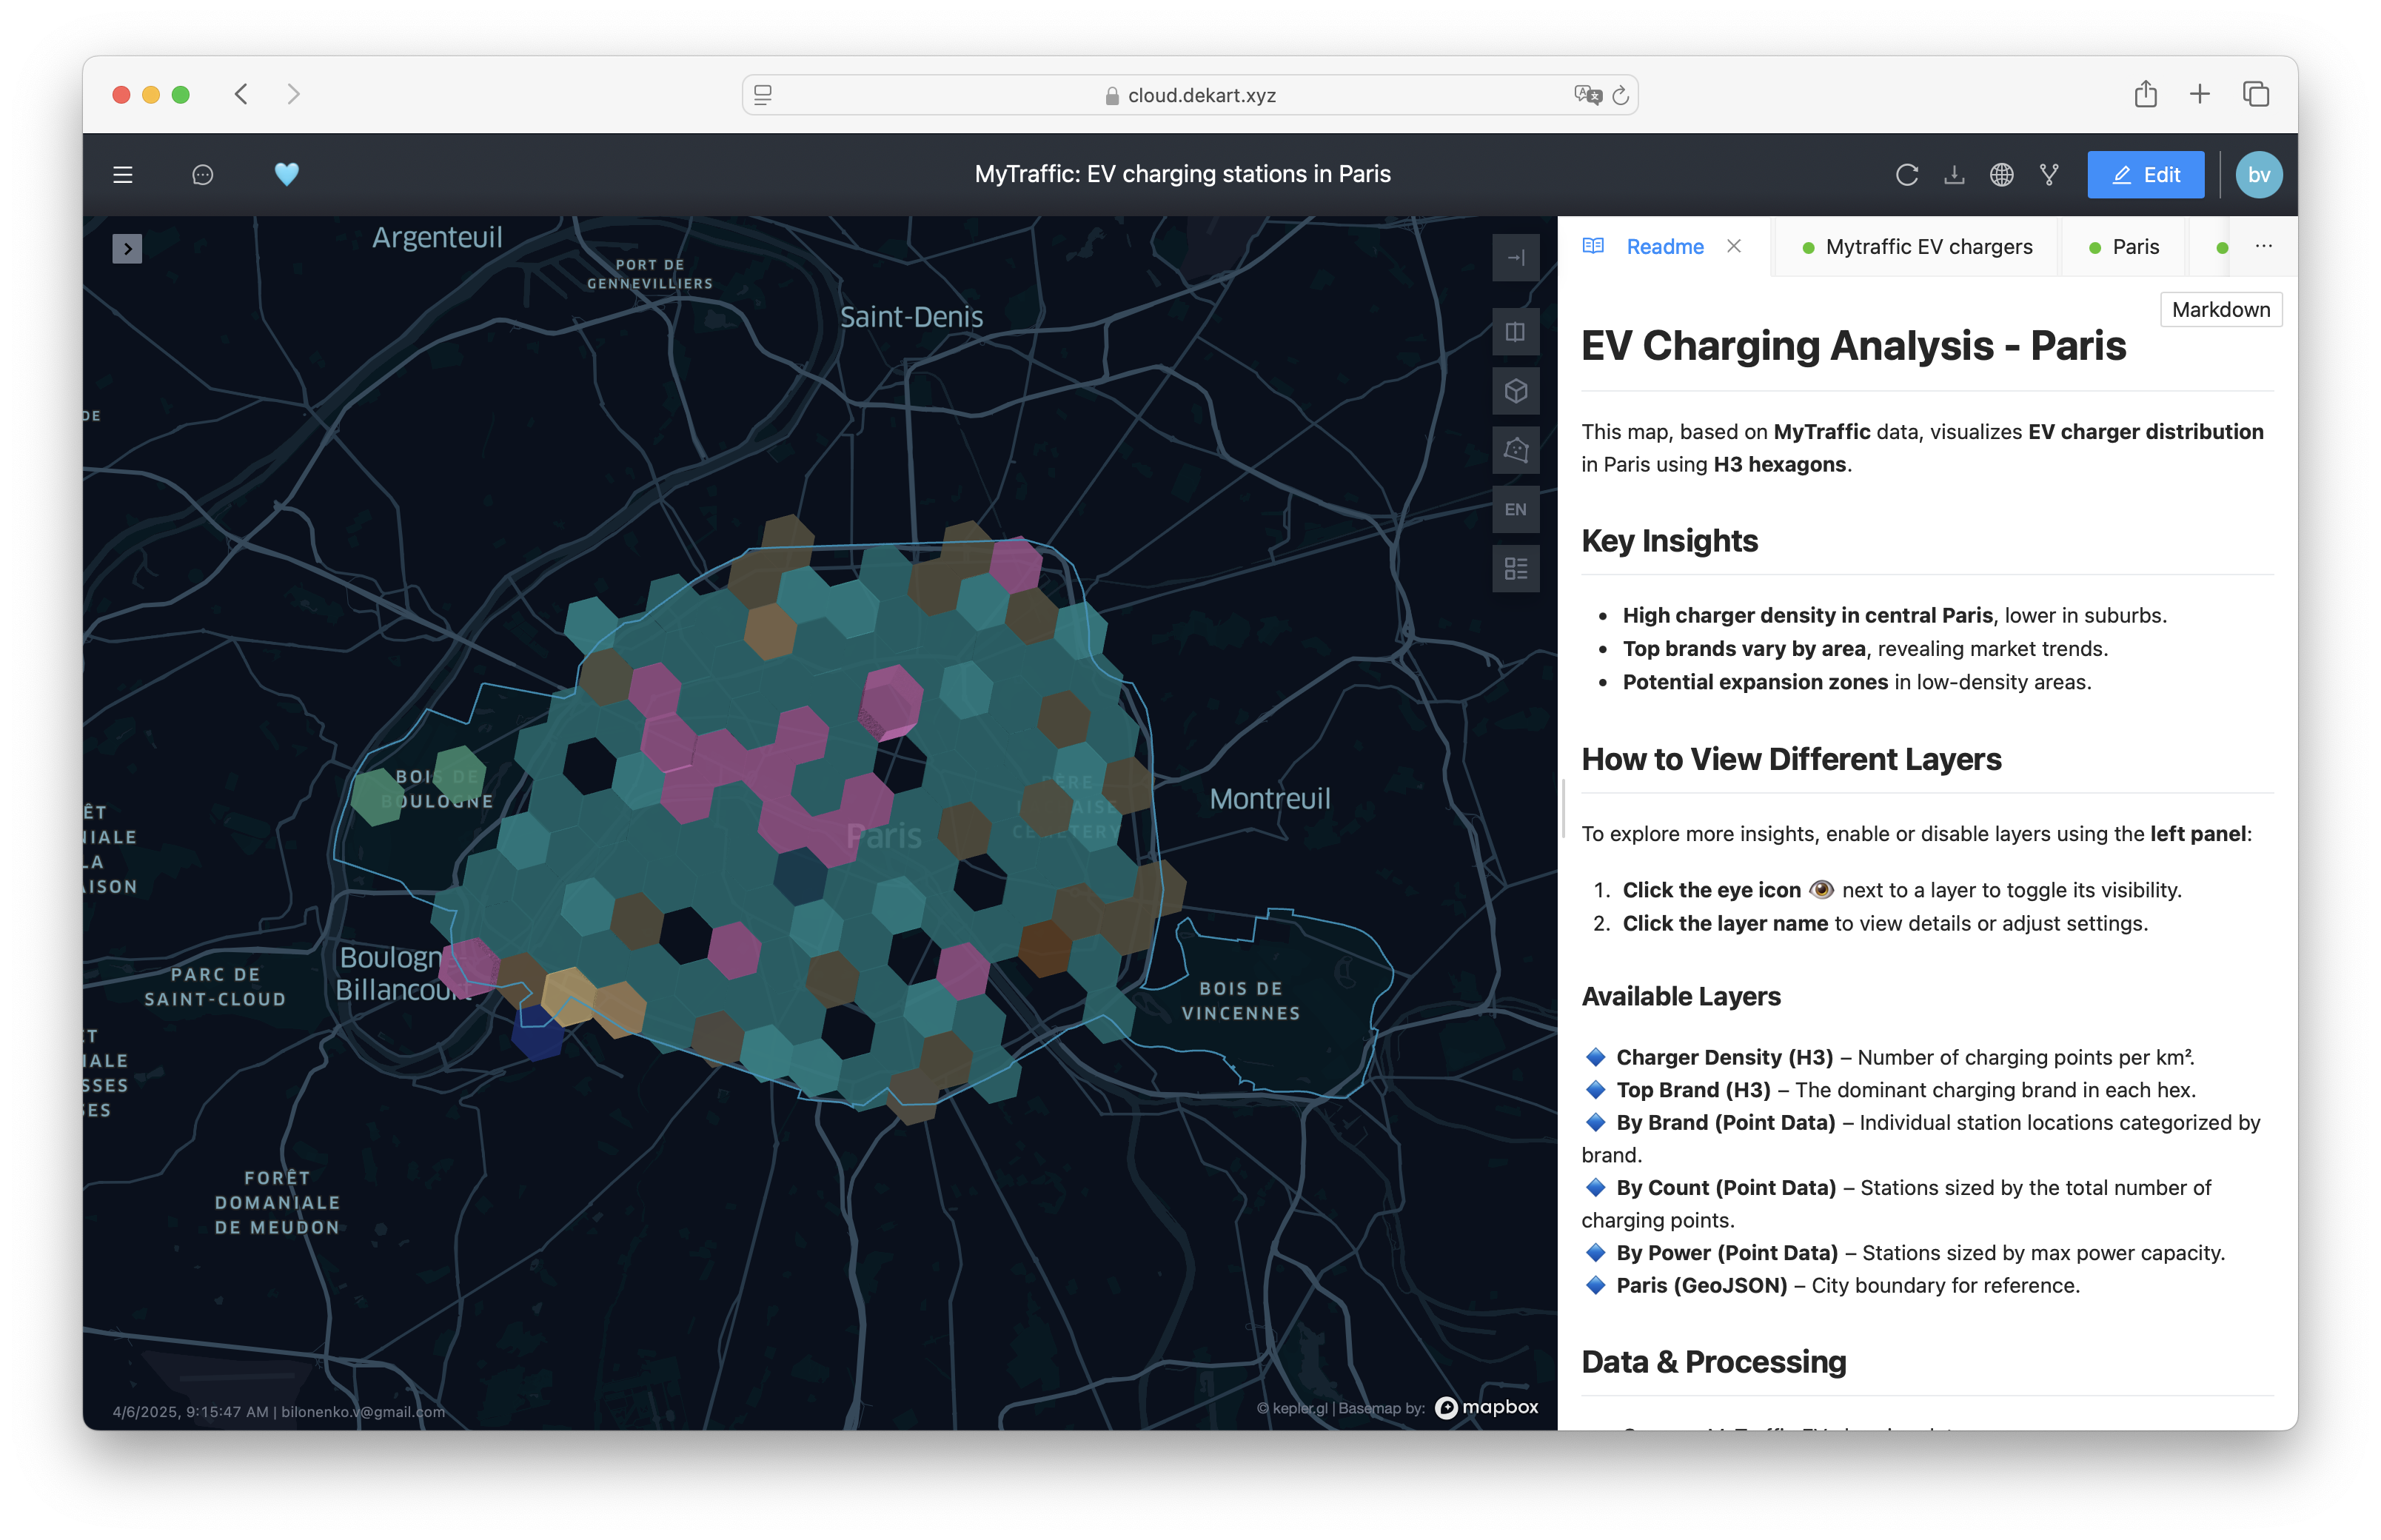 cloud.dekart.xyz
MyTraffic: EV charging stations in Paris
Edit
bv
Argenteuil
PORT DE
GENNEVILLIERS
Saint-Denis
DE
EN
BOIS DE
BOULOGNE
Paris
PÈRE
LACHAISE
CEMETERY
Montreuil
ÊT
NIALE
LA
AISON
Boulogne-
Billancourt
PARC DE
SAINT-CLOUD
BOIS DE
VINCENNES
ÊT
IALE
SSES
SES
FORÊT
DOMANIALE
DE MEUDON
4/6/2025, 9:15:47 AM | bilonenko.v@gmail.com
© kepler.gl | Basemap by: mapbox
Readme
Mytraffic EV chargers
Paris
Markdown
EV Charging Analysis - Paris
This map, based on MyTraffic data, visualizes EV charger distribution
in Paris using H3 hexagons.
Key Insights
• High charger density in central Paris, lower in suburbs.
• Top brands vary by area, revealing market trends.
• Potential expansion zones in low-density areas.
How to View Different Layers
To explore more insights, enable or disable layers using the left panel:
1. Click the eye icon 👁️ next to a layer to toggle its visibility.
2. Click the layer name to view details or adjust settings.
Available Layers
🔷 Charger Density (H3) – Number of charging points per km².
🔷 Top Brand (H3) – The dominant charging brand in each hex.
🔷 By Brand (Point Data) – Individual station locations categorized by
brand.
🔷 By Count (Point Data) – Stations sized by the total number of
charging points.
🔷 By Power (Point Data) – Stations sized by max power capacity.
🔷 Paris (GeoJSON) – City boundary for reference.
Data & Processing